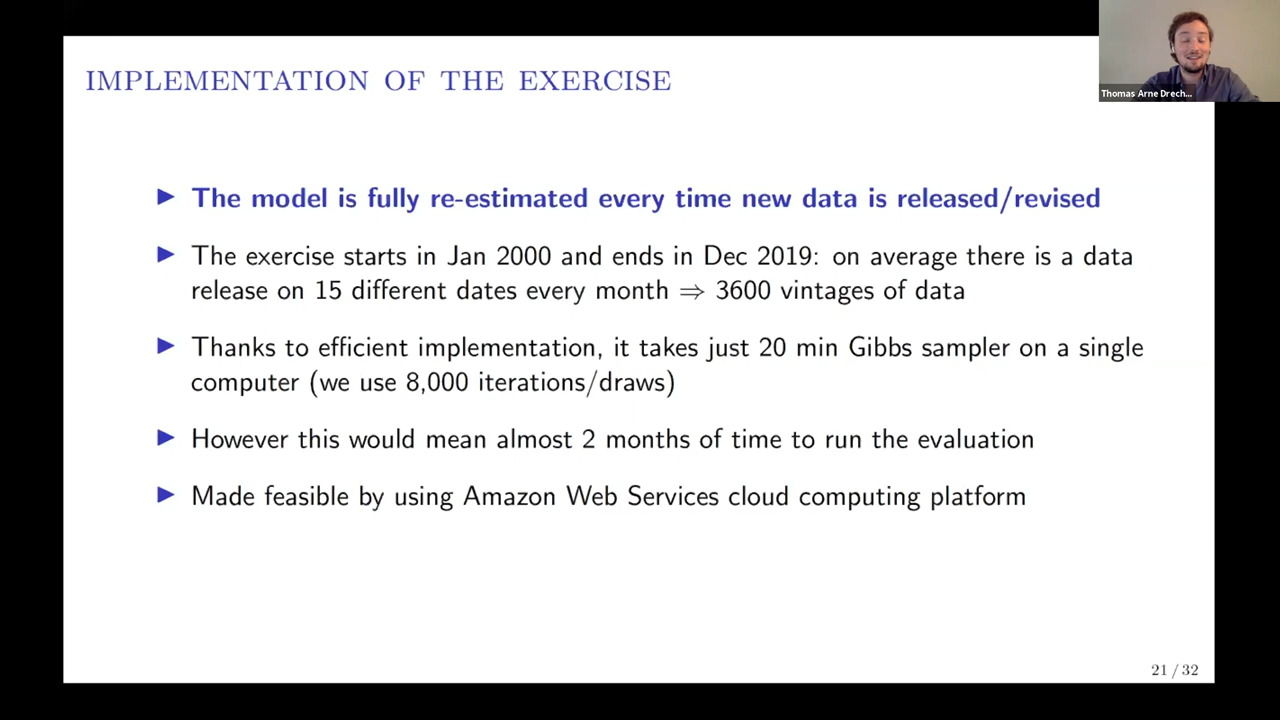 IMPLEMENTATION OF THE EXERCISE
Thomas Arne Drech...
▶ The model is fully re-estimated every time new data is released/revised
▶ The exercise starts in Jan 2000 and ends in Dec 2019: on average there is a data
release on 15 different dates every month ⇒ 3600 vintages of data
▶ Thanks to efficient implementation, it takes just 20 min Gibbs sampler on a single
computer (we use 8,000 iterations/draws)
▶ However this would mean almost 2 months of time to run the evaluation
▶ Made feasible by using Amazon Web Services cloud computing platform
21 / 32